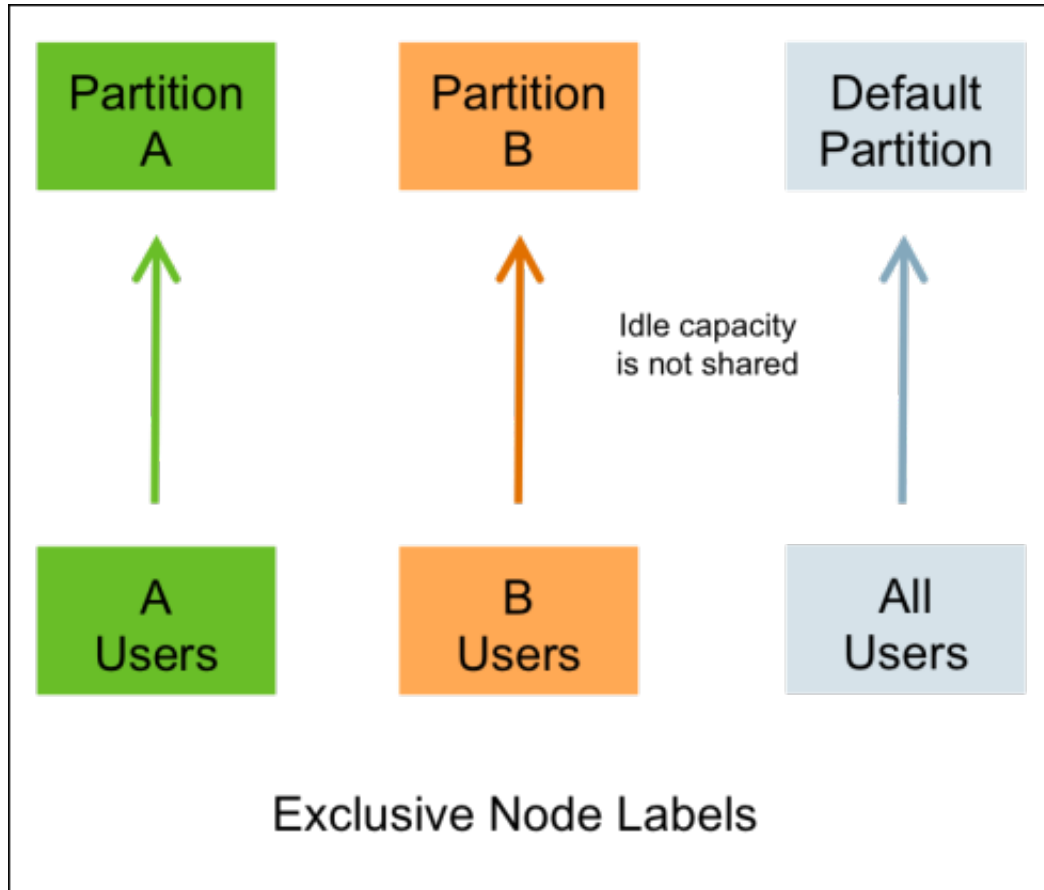 Partition
A
Partition
B
Default
Partition
Idle capacity
is not shared
A
Users
B
Users
All
Users
Exclusive Node Labels